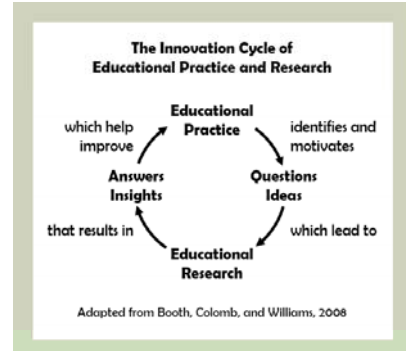 The Innovation Cycle of
Educational Practice and Research
Educational
Practice
identifies and
motivates
Questions
Ideas
which lead to
Educational
Research
that results in
Answers
Insights
which help
improve
Adapted from Booth, Colomb, and Williams, 2008